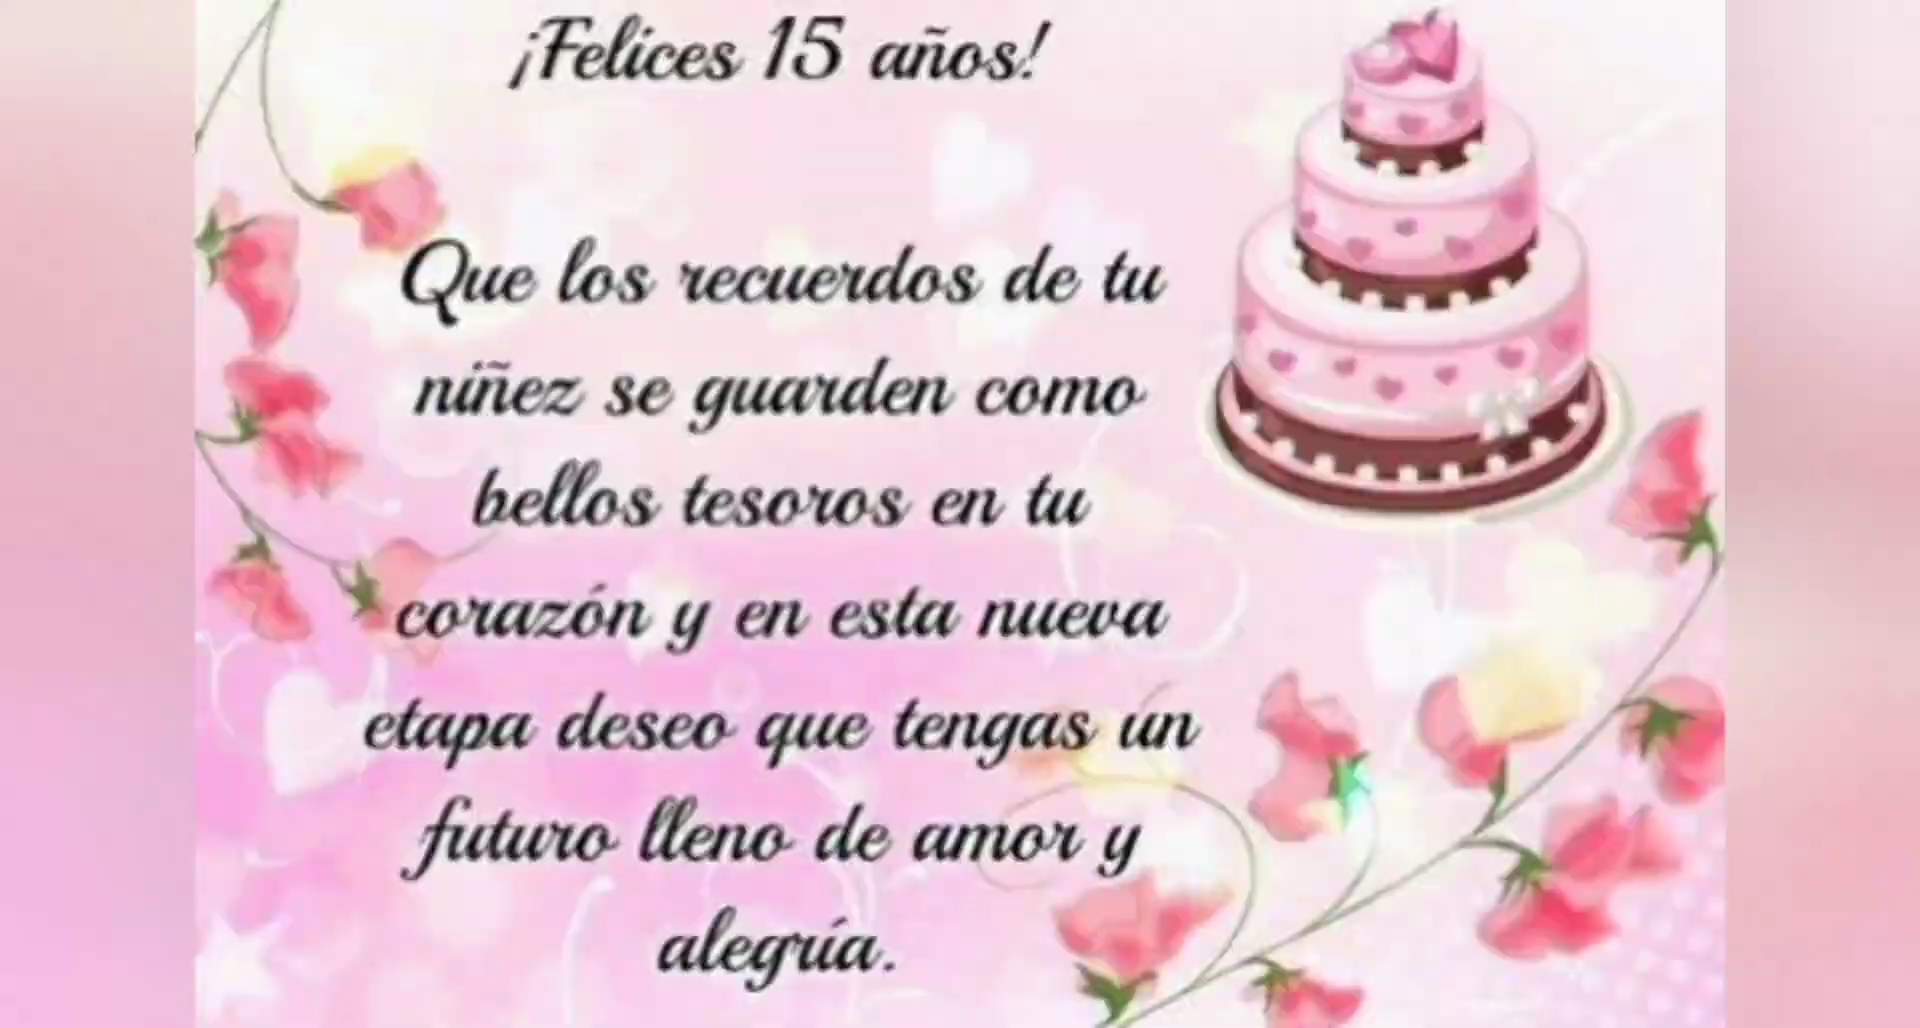 ¡Felices 15 años!
Que los recuerdos de tu
niñez se guarden como
bellos tesoros en tu
corazón y en esta nueva
etapa deseo que tengas un
futuro lleno de amor y
alegría.